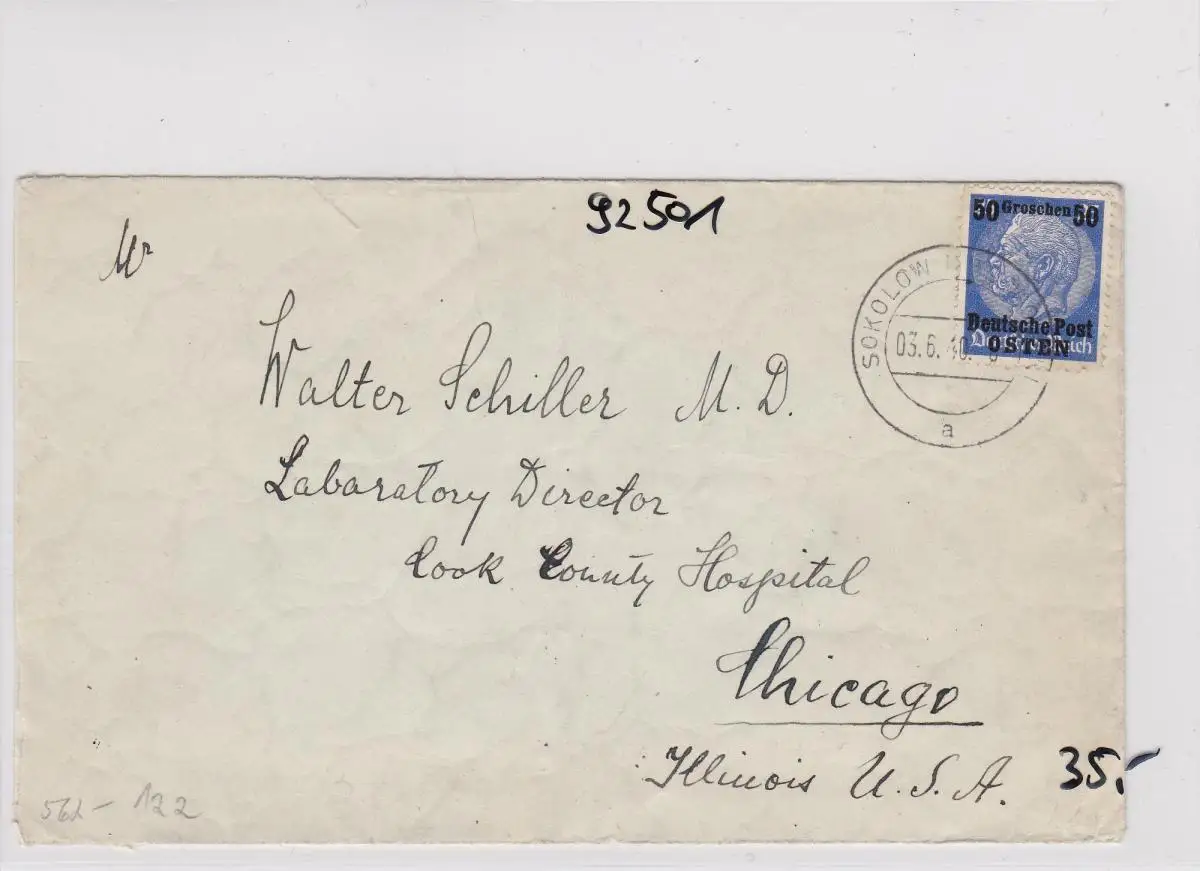 92501
50 Groschen 50
Deutsche Post
OSTEN
SOKOLOW
03.6.40.
a
Mr
Walter Schiller M. D.
Labaratory Director
Cook County Hospital
Chicago
Illinois U. S. A.
35.-
562- 122